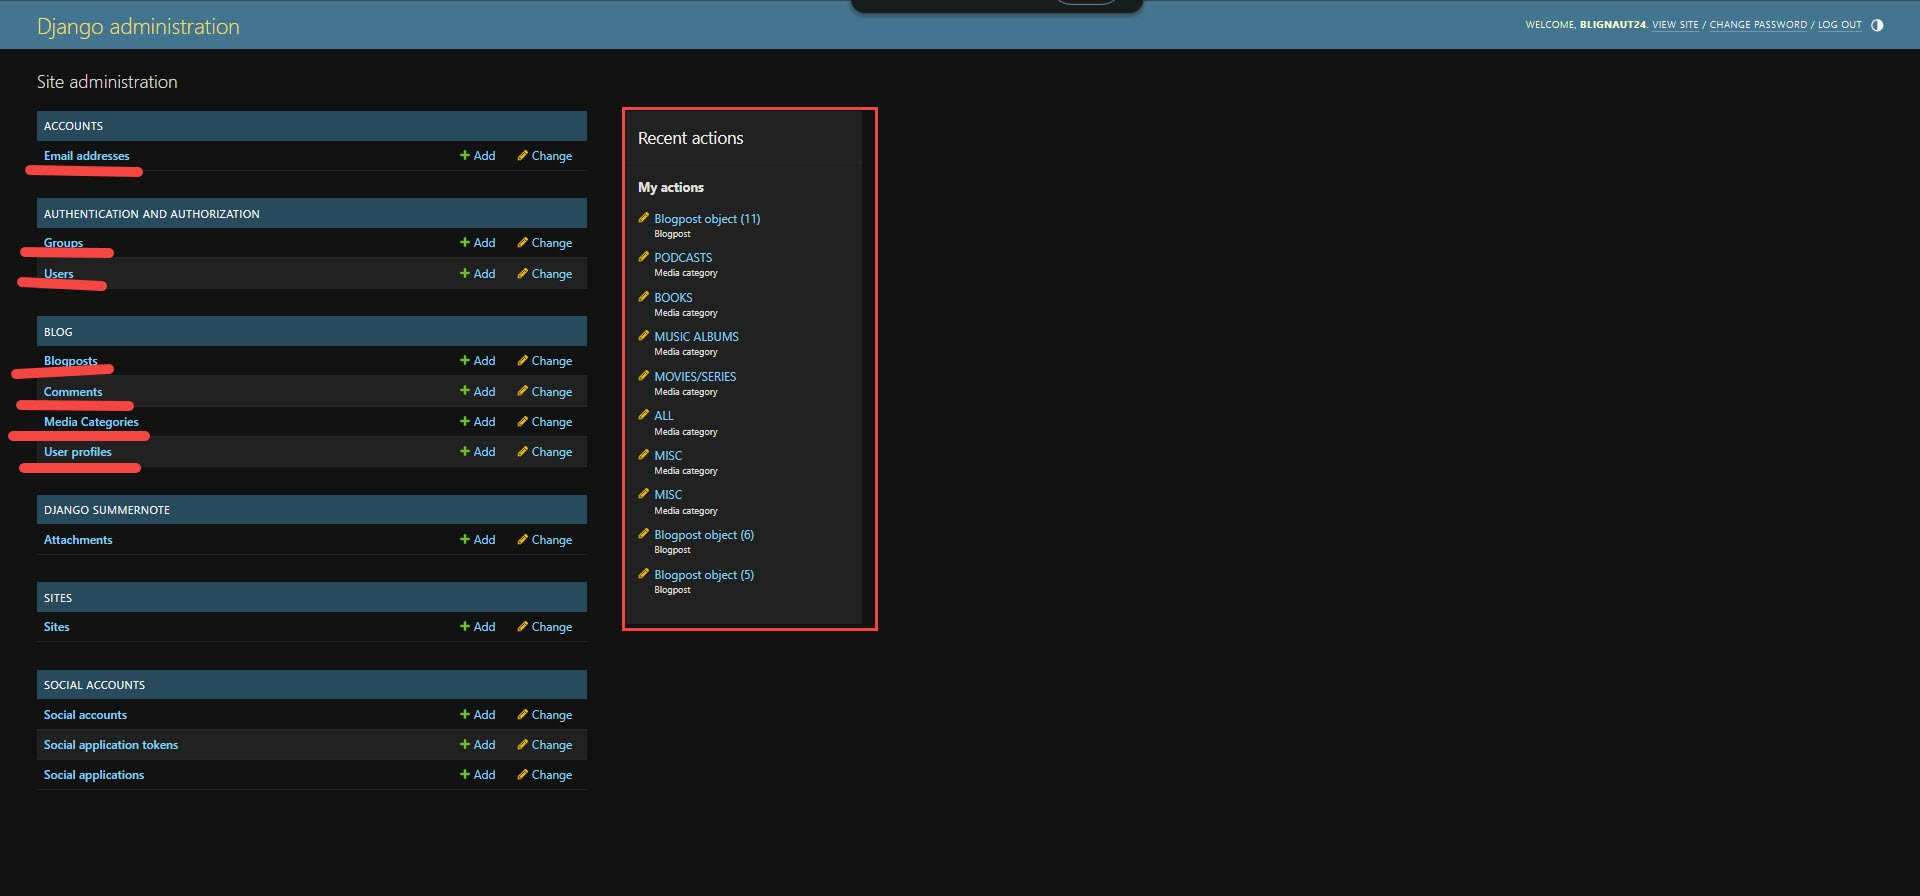 Django administration
WELCOME, BLIGNAUT24. VIEW SITE / CHANGE PASSWORD / LOG OUT
Site administration
ACCOUNTS
Email addresses Add Change
AUTHENTICATION AND AUTHORIZATION
Groups Add Change
Users Add Change
BLOG
Blogposts Add Change
Comments Add Change
Media Categories Add Change
User profiles Add Change
DJANGO SUMMERNOTE
Attachments Add Change
SITES
Sites Add Change
SOCIAL ACCOUNTS
Social accounts Add Change
Social application tokens Add Change
Social applications Add Change
Recent actions
My actions
Blogpost object (11)
Blogpost
PODCASTS
Media category
BOOKS
Media category
MUSIC ALBUMS
Media category
MOVIES/SERIES
Media category
ALL
Media category
MISC
Media category
MISC
Media category
Blogpost object (6)
Blogpost
Blogpost object (5)
Blogpost